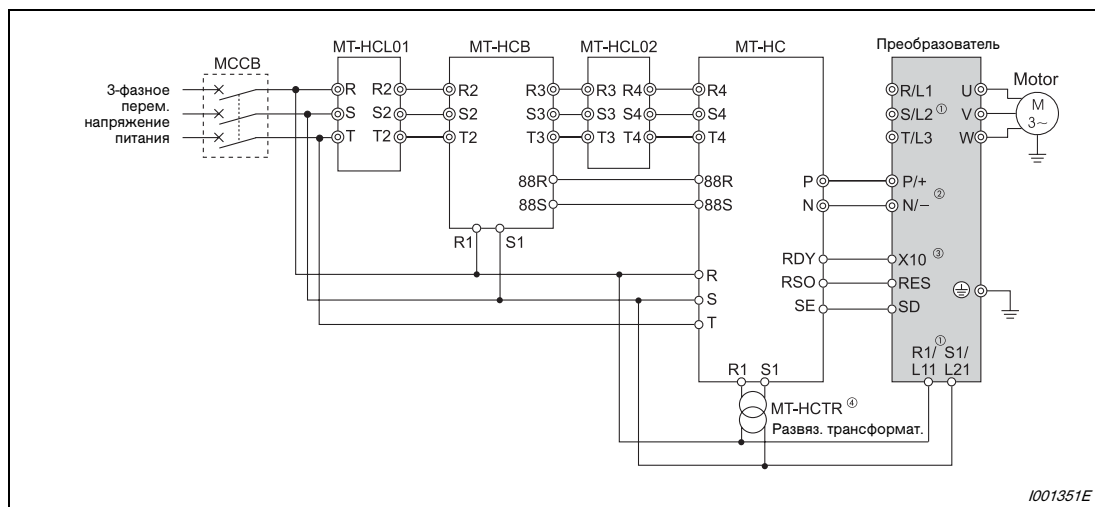 MT-HCL01 MT-HCB MT-HCL02 MT-HC Преобразователь
MCCB Motor
3-фазное
перем.
напряжение
питания
R R2 R2 R3 R3 R4 R4 R/L1 U
S S2 S2 S3 S3 S4 S4 S/L2 ① V
T T2 T2 T3 T3 T4 T4 T/L3 W
M
3~
88R 88R P P/+
88S 88S N N/− ②
R1 S1
R RDY X10 ③
S RSO RES
T SE SD
R1/ ① S1/
L11 L21
R1 S1
MT-HCTR ④
Развяз. трансформат.
I001351E